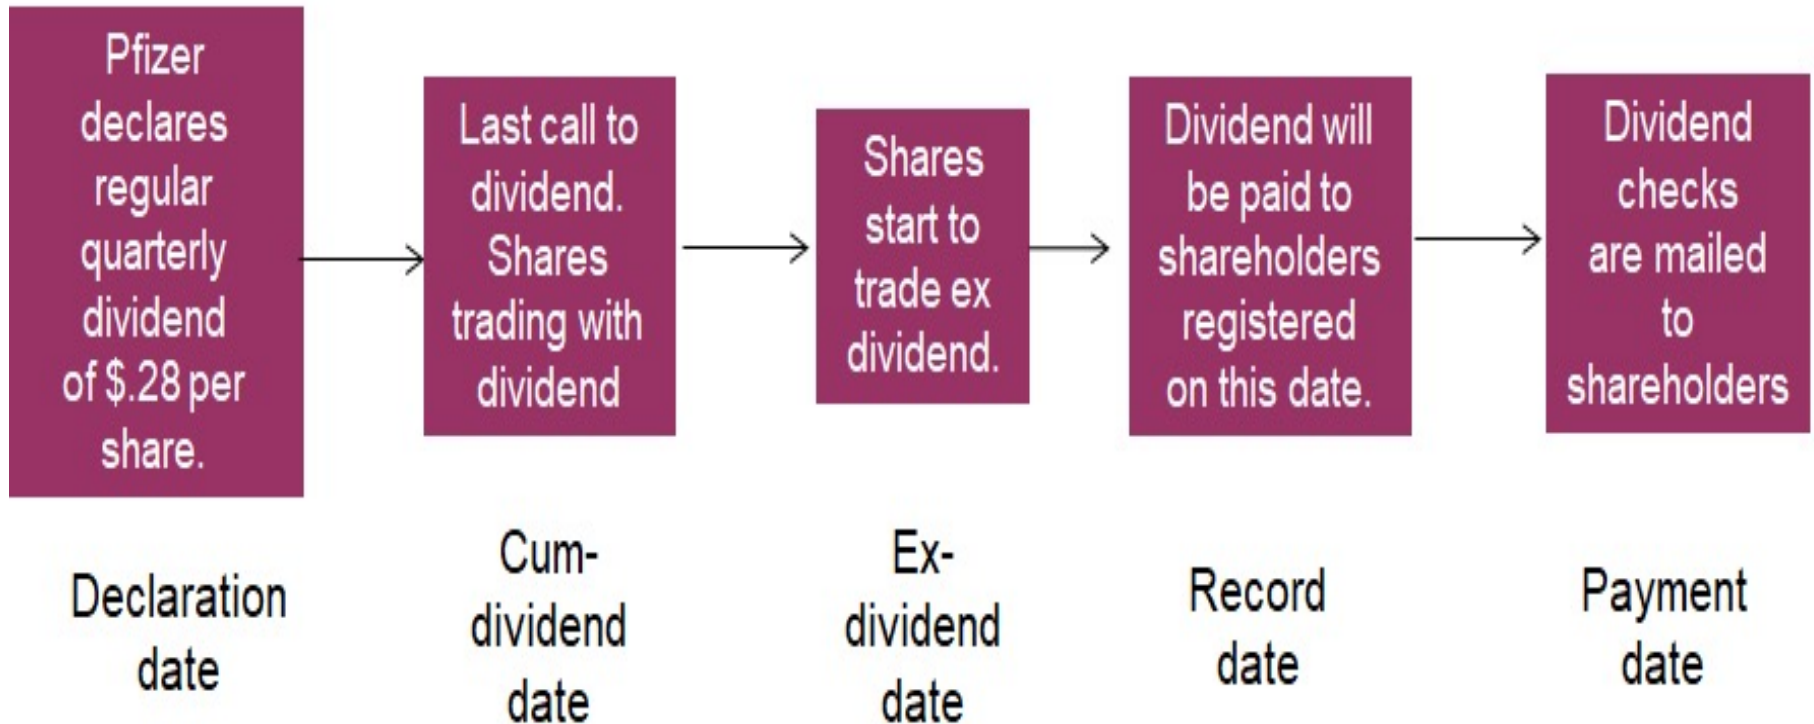 Pfizer
declares
regular
quarterly
dividend
of $.28 per
share.
Last call to
dividend.
Shares
trading with
dividend
Shares
start to
trade ex
dividend.
Dividend will
be paid to
shareholders
registered
on this date.
Dividend
checks
are mailed
to
shareholders
Declaration
date
Cum-
dividend
date
Ex-
dividend
date
Record
date
Payment
date